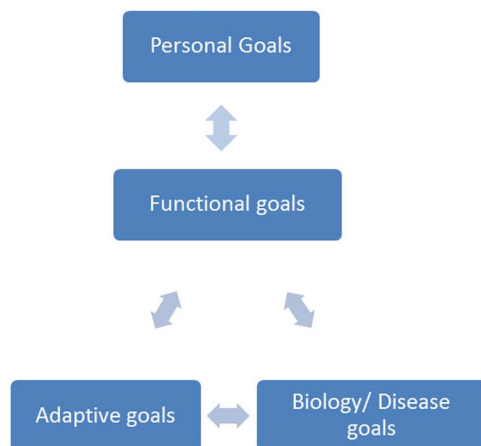 Personal Goals
Functional goals
Adaptive goals
Biology/ Disease
goals